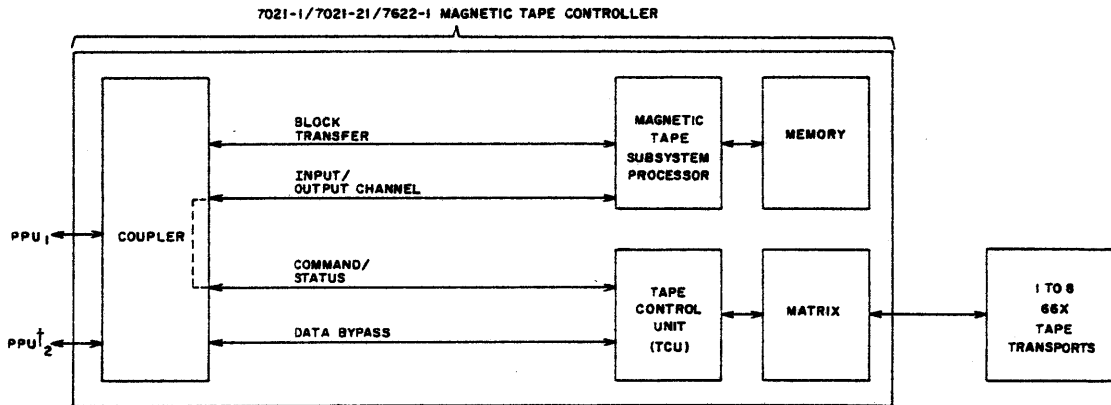 7021-1/7021-21/7622-1 MAGNETIC TAPE CONTROLLER
BLOCK
TRANSFER
INPUT/
OUTPUT CHANNEL
MAGNETIC
TAPE
SUBSYSTEM
PROCESSOR
MEMORY
PPU1
COUPLER
COMMAND/
STATUS
DATA BYPASS
TAPE
CONTROL
UNIT
(TCU)
MATRIX
1 TO 8
66X
TAPE
TRANSPORTS
PPU†2